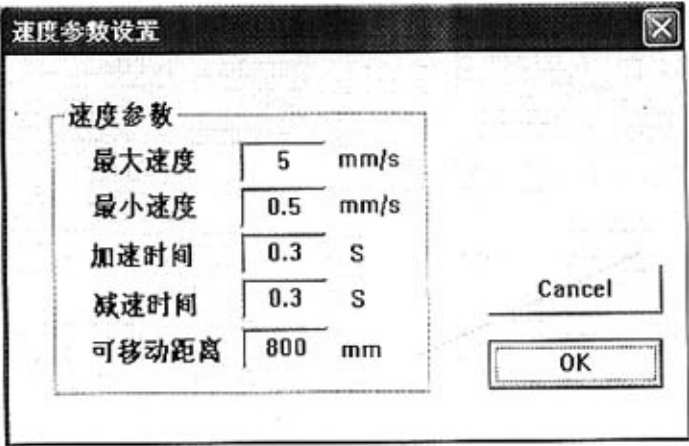 速度参数设置
速度参数
最大速度 5 mm/s
最小速度 0.5 mm/s
加速时间 0.3 S
减速时间 0.3 S
可移动距离 800 mm
Cancel
OK